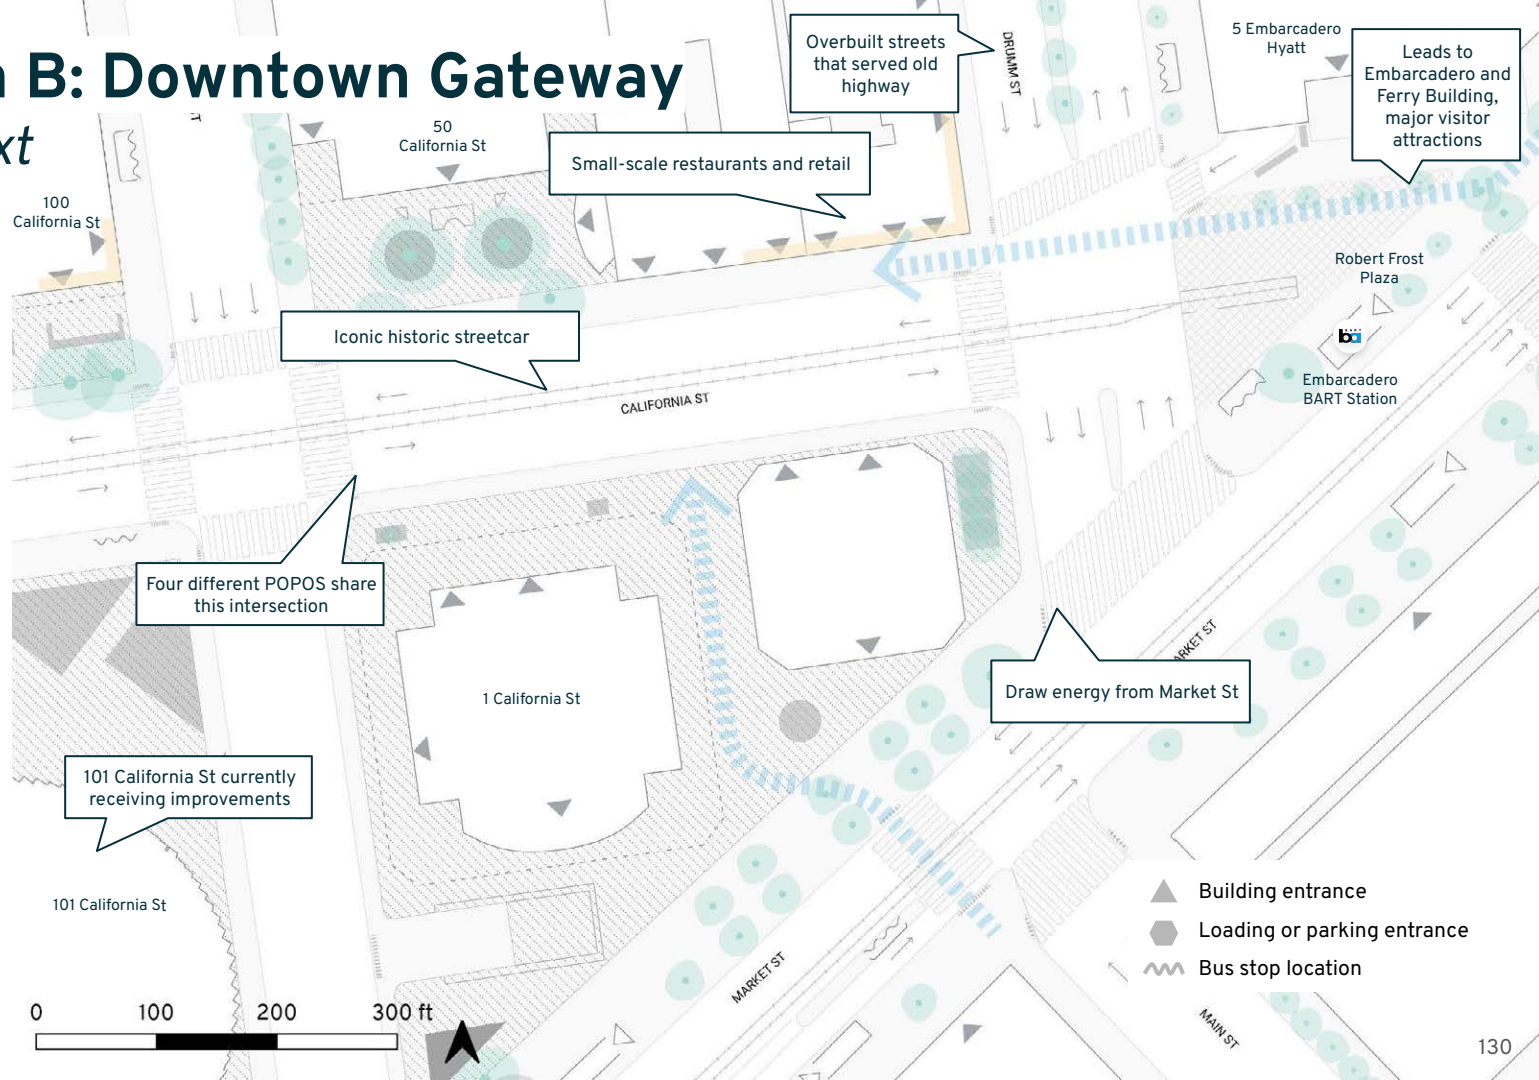 B: Downtown Gateway
xt
50
California St
100
California St
Overbuilt streets
that served old
highway
DRUMM ST
5 Embarcadero
Hyatt
Leads to
Embarcadero and
Ferry Building,
major visitor
attractions
Small-scale restaurants and retail
Robert Frost
Plaza
ba
Embarcadero
BART Station
Iconic historic streetcar
CALIFORNIA ST
Four different POPOS share
this intersection
1 California St
Draw energy from Market St
MARKET ST
101 California St currently
receiving improvements
101 California St
MARKET ST
MAIN ST
Building entrance
Loading or parking entrance
Bus stop location
0 100 200 300 ft
130